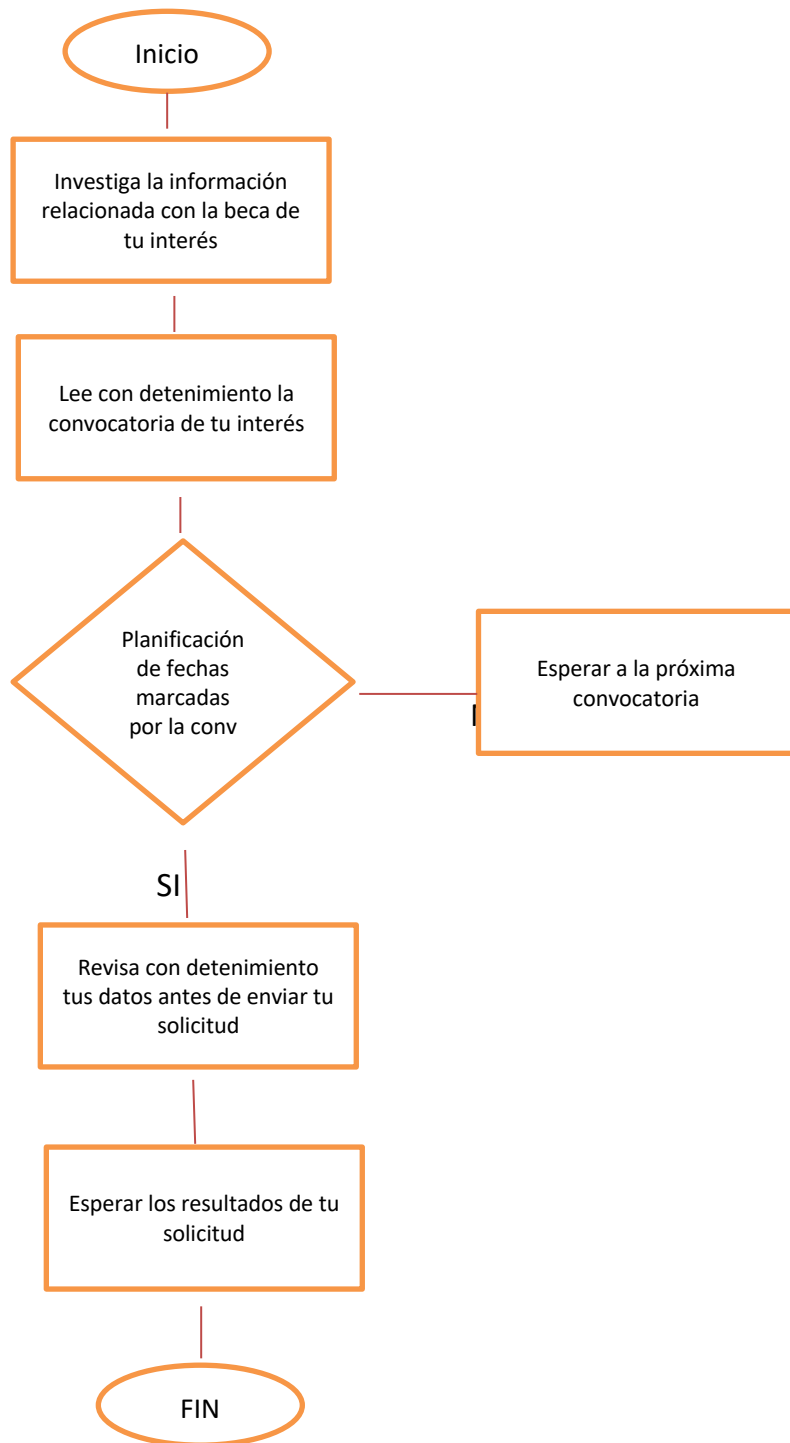 Inicio
Investiga la información
relacionada con la beca de
tu interés
Lee con detenimiento la
convocatoria de tu interés
Planificación
de fechas
marcadas
por la conv
Esperar a la próxima
convocatoria
SI
Revisa con detenimiento
tus datos antes de enviar tu
solicitud
Esperar los resultados de tu
solicitud
FIN